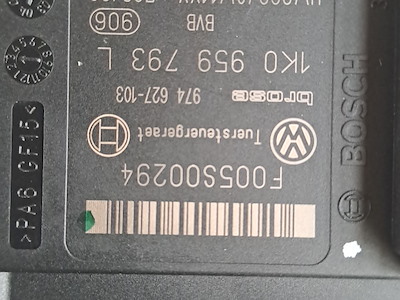 F005S00294
Tuersteuergeraet
brose 974 627-103
1K0 959 793 L
BVB 906
BOSCH
>PA6 GF15<